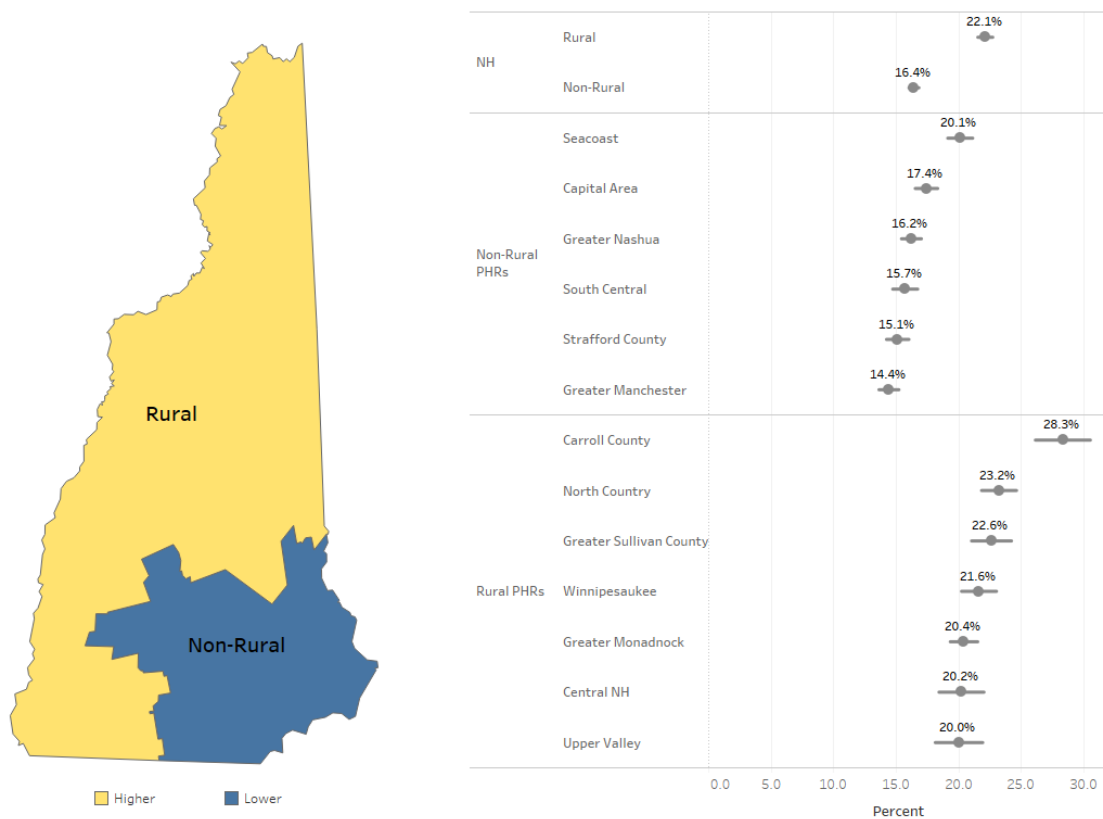 Rural
Non-Rural
Higher
Lower
NH
Rural
22.1%
Non-Rural
16.4%
Non-Rural
PHRs
Seacoast
20.1%
Capital Area
17.4%
Greater Nashua
16.2%
South Central
15.7%
Strafford County
15.1%
Greater Manchester
14.4%
Rural PHRs
Carroll County
28.3%
North Country
23.2%
Greater Sullivan County
22.6%
Winnipesaukee
21.6%
Greater Monadnock
20.4%
Central NH
20.2%
Upper Valley
20.0%
0.0 5.0 10.0 15.0 20.0 25.0 30.0
Percent